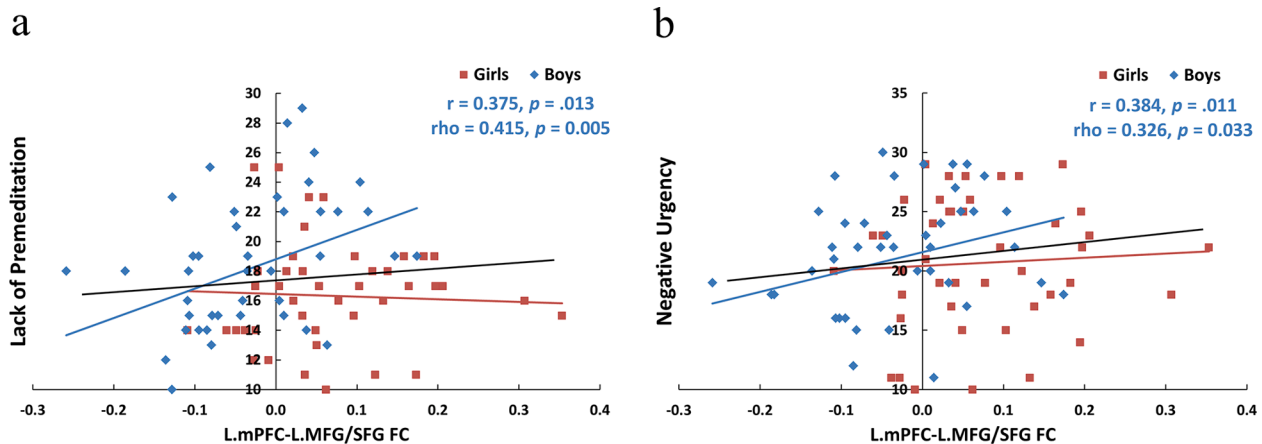 a
Girls Boys
r = 0.375, p = .013
rho = 0.415, p = 0.005
Lack of Premeditation
30
28
26
24
22
20
18
16
14
12
10
-0.3 -0.2 -0.1 0.0 0.1 0.2 0.3 0.4
L.mPFC-L.MFG/SFG FC
b
Girls Boys
r = 0.384, p = .011
rho = 0.326, p = 0.033
Negative Urgency
35
30
25
20
15
10
-0.3 -0.2 -0.1 0.0 0.1 0.2 0.3 0.4
L.mPFC-L.MFG/SFG FC